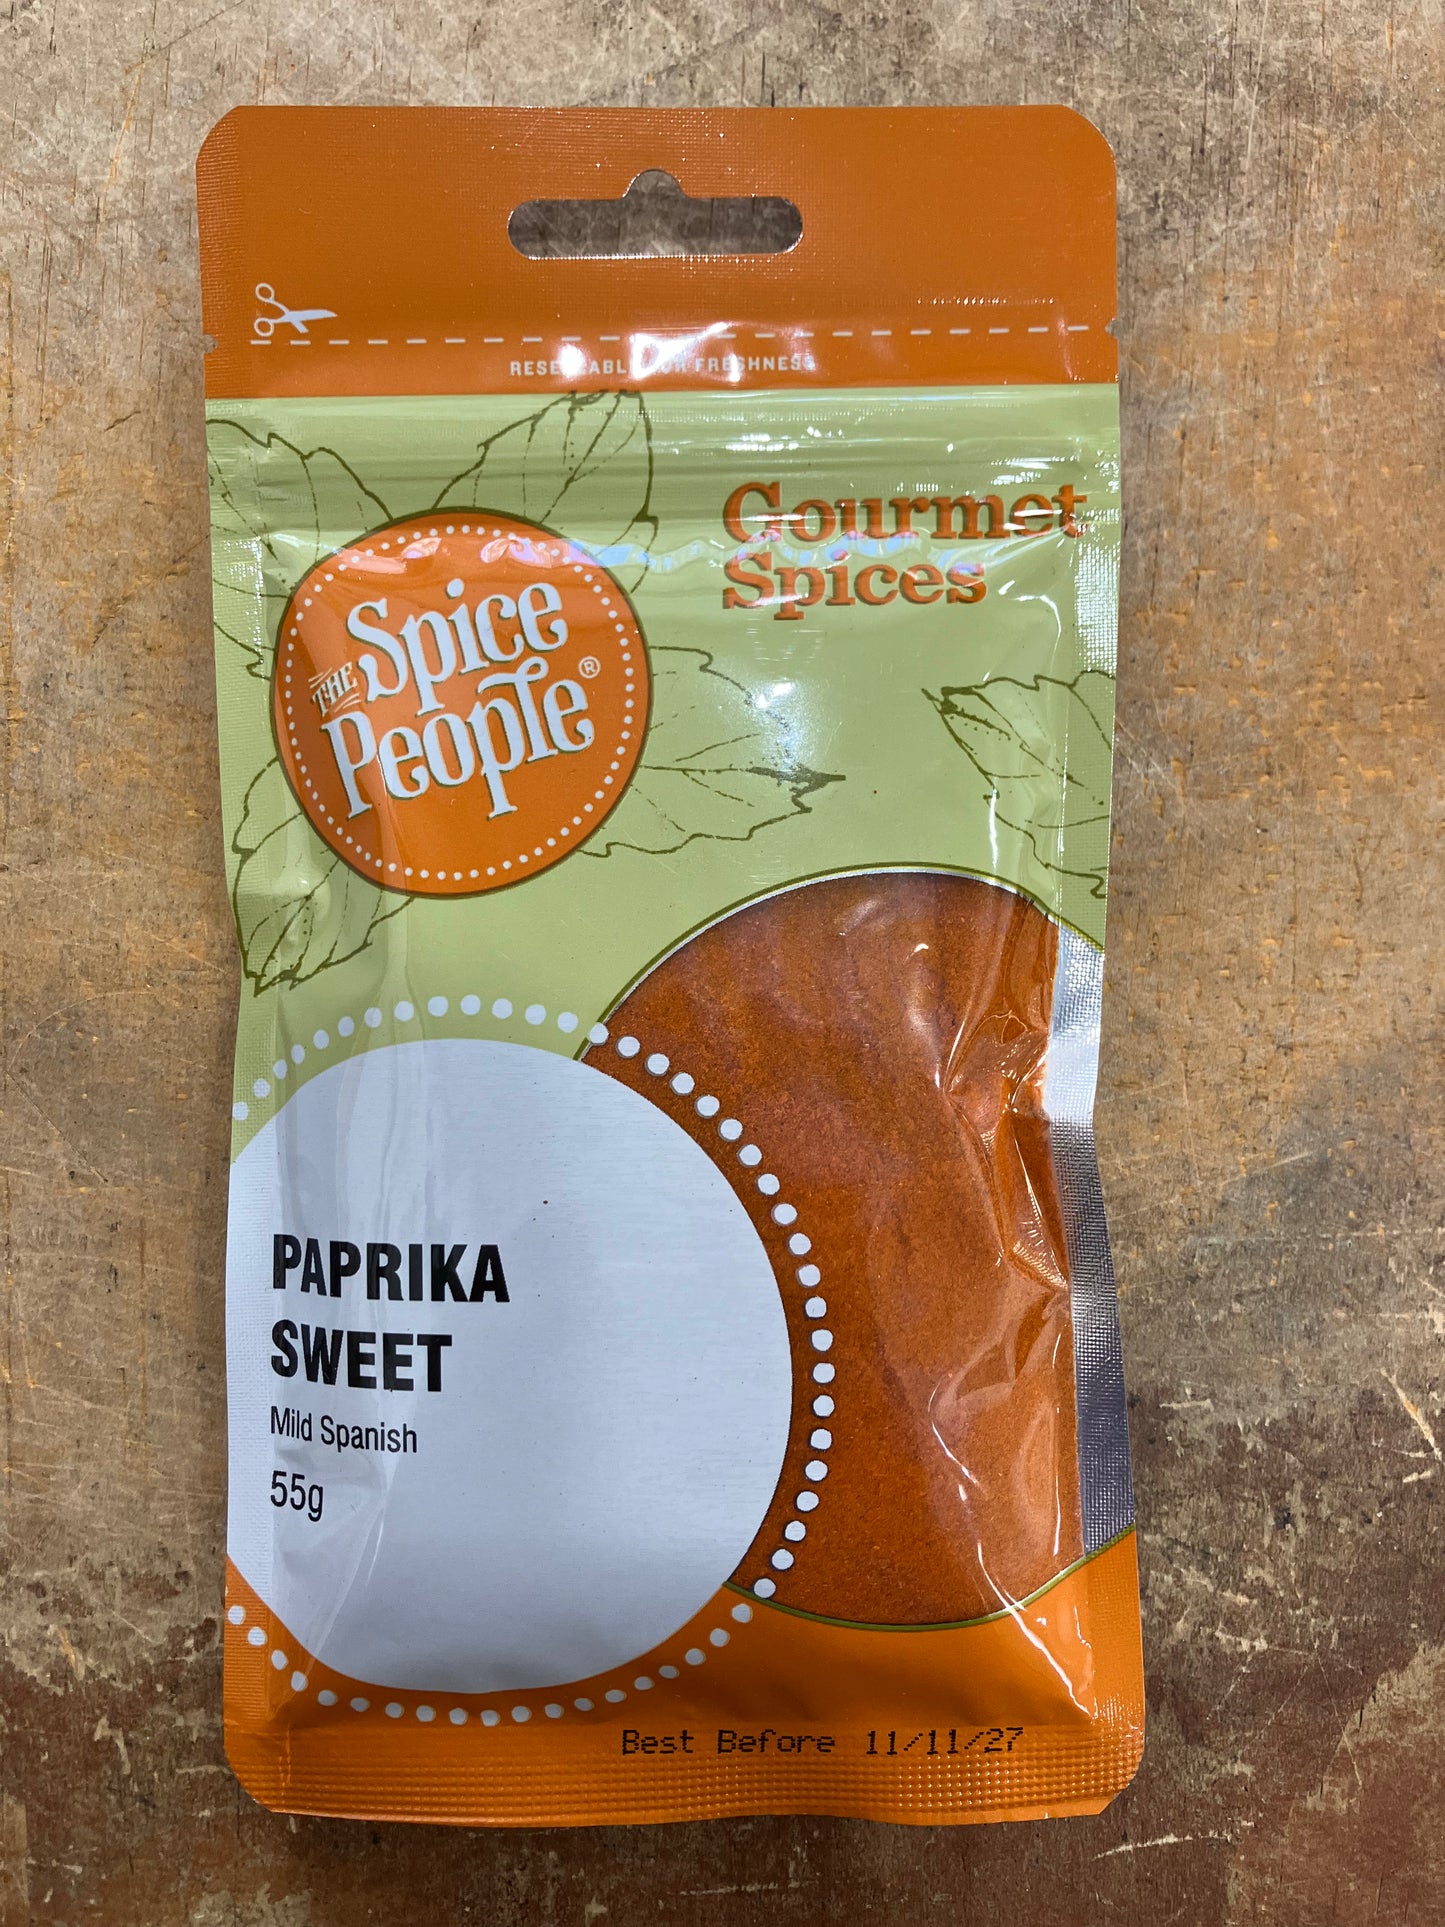 RESEALABLE FOR FRESHNESS
Gourmet
Spices
THE Spice
People®
PAPRIKA
SWEET
Mild Spanish
55g
Best Before 11/11/27